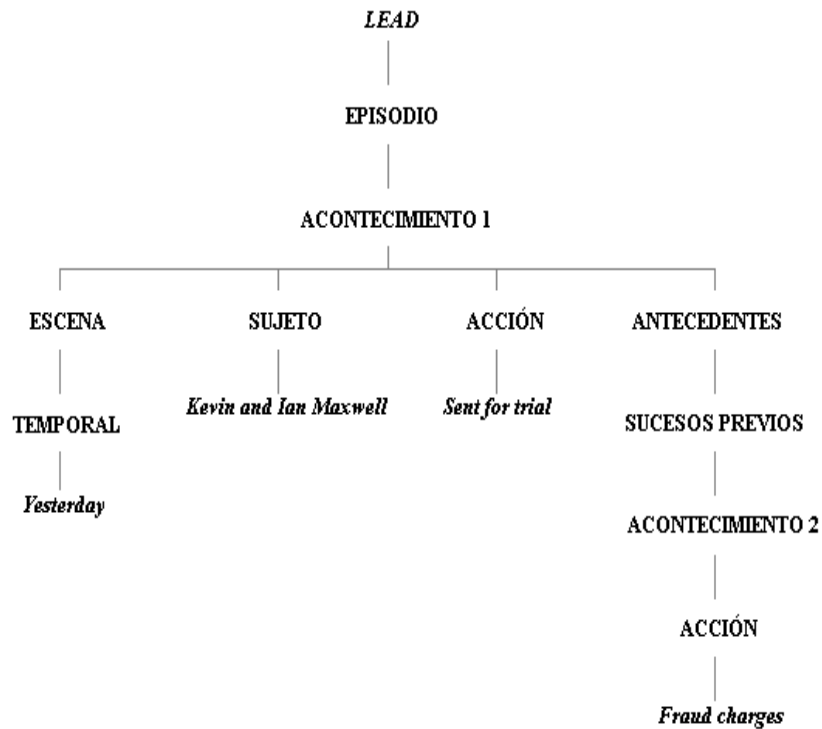 LEAD
EPISODIO
ACONTECIMIENTO 1
ESCENA SUJETO ACCIÓN ANTECEDENTES
Kevin and Ian Maxwell Sent for trial
TEMPORAL SUCESOS PREVIOS
Yesterday
ACONTECIMIENTO 2
ACCIÓN
Fraud charges